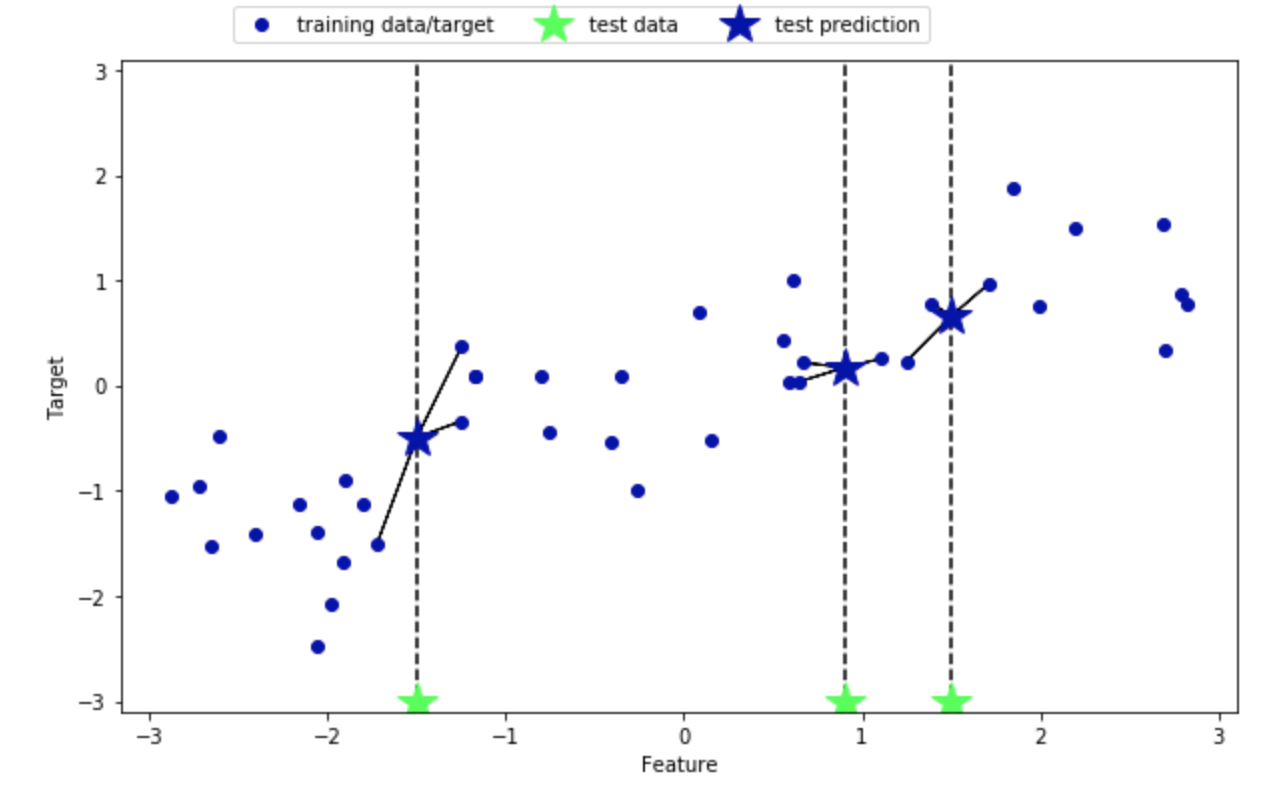 training data/target test data test prediction
3
2
1
0
−1
−2
−3
Target
−3 −2 −1 0 1 2 3
Feature